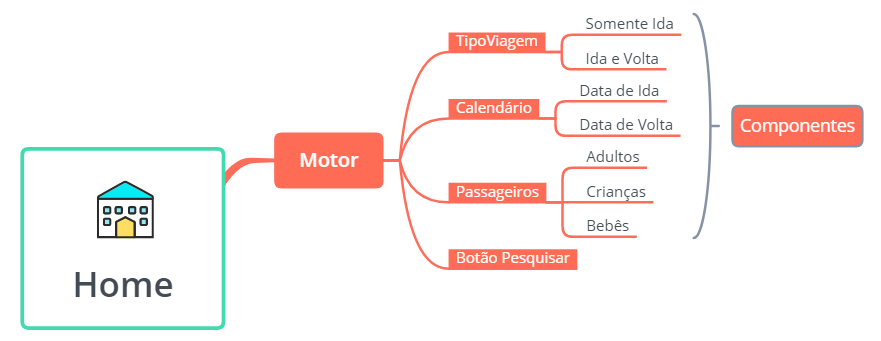 Home
Motor
TipoViagem
Somente Ida
Ida e Volta
Calendário
Data de Ida
Data de Volta
Passageiros
Adultos
Crianças
Bebês
Botão Pesquisar
Componentes